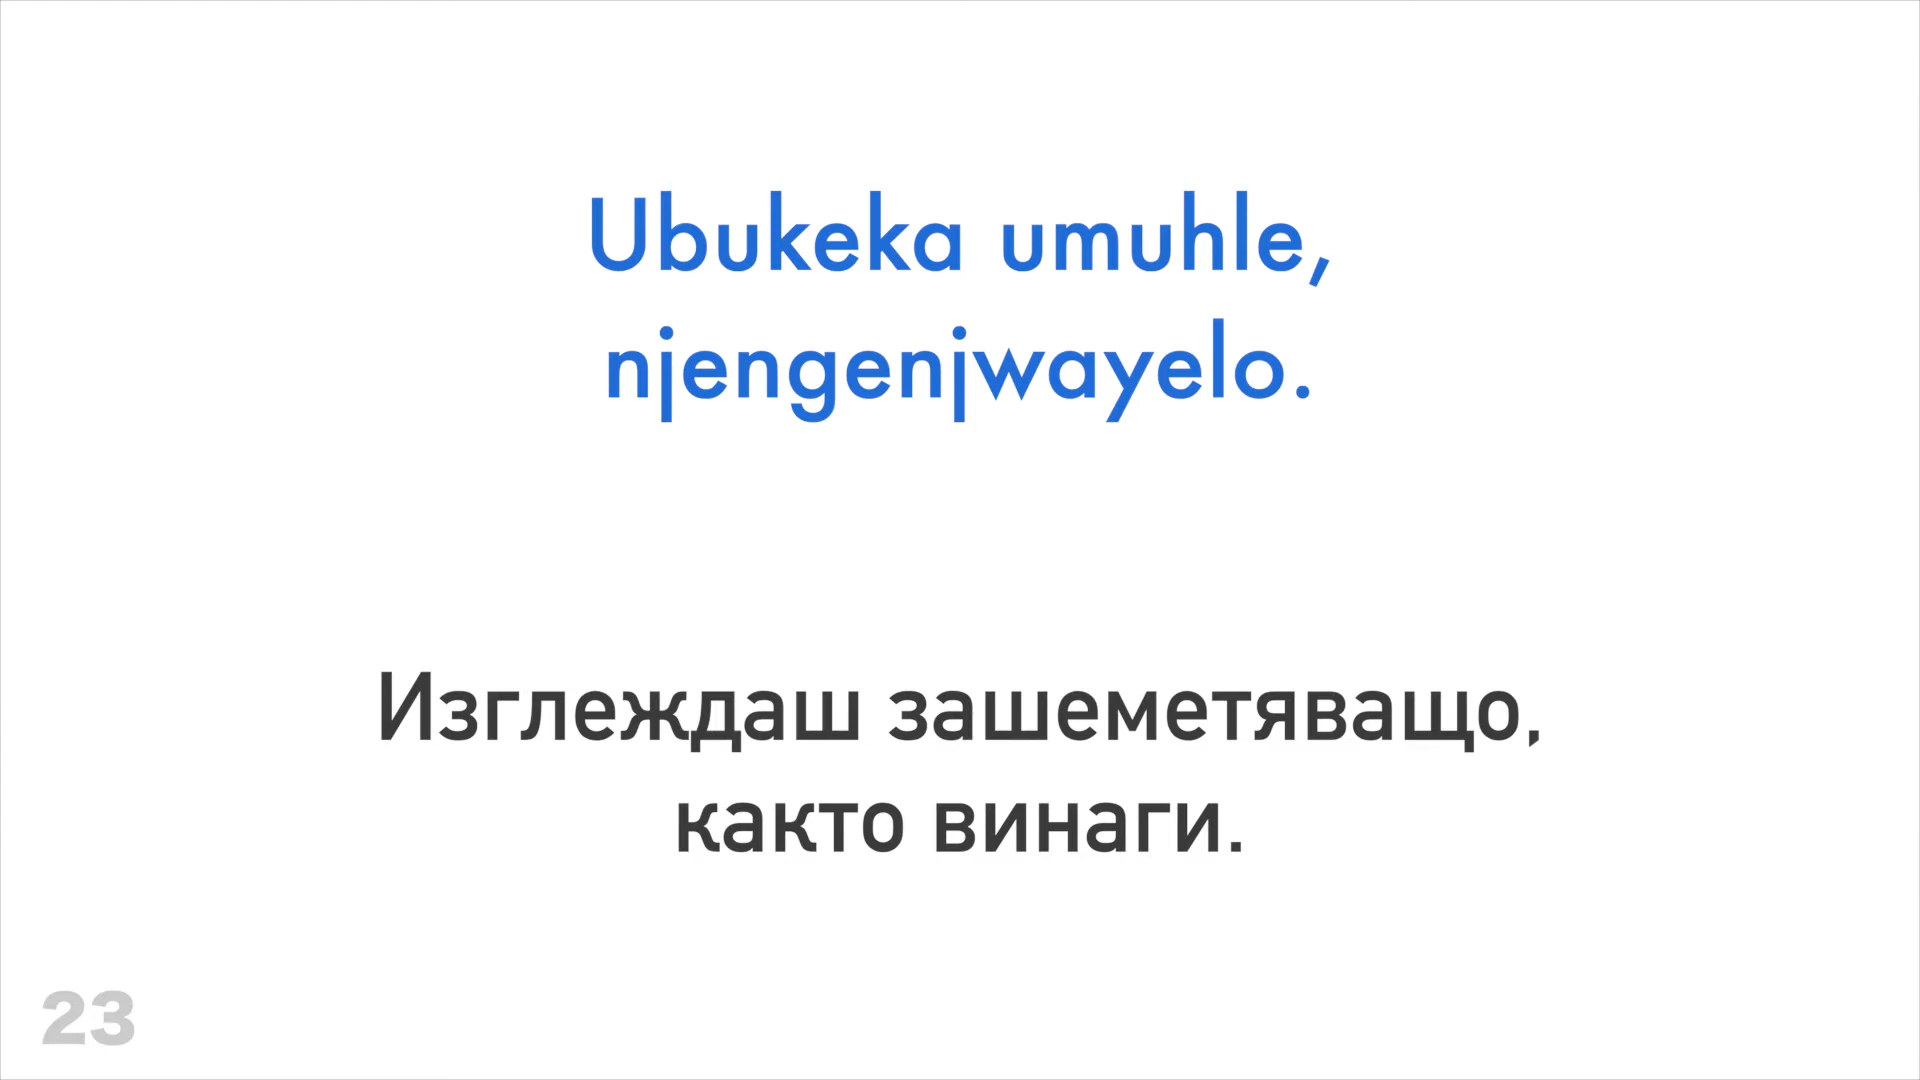 Ubukeka umuhle,
njengenjwayelo.
Изглеждаш зашеметяващо,
както винаги.
23